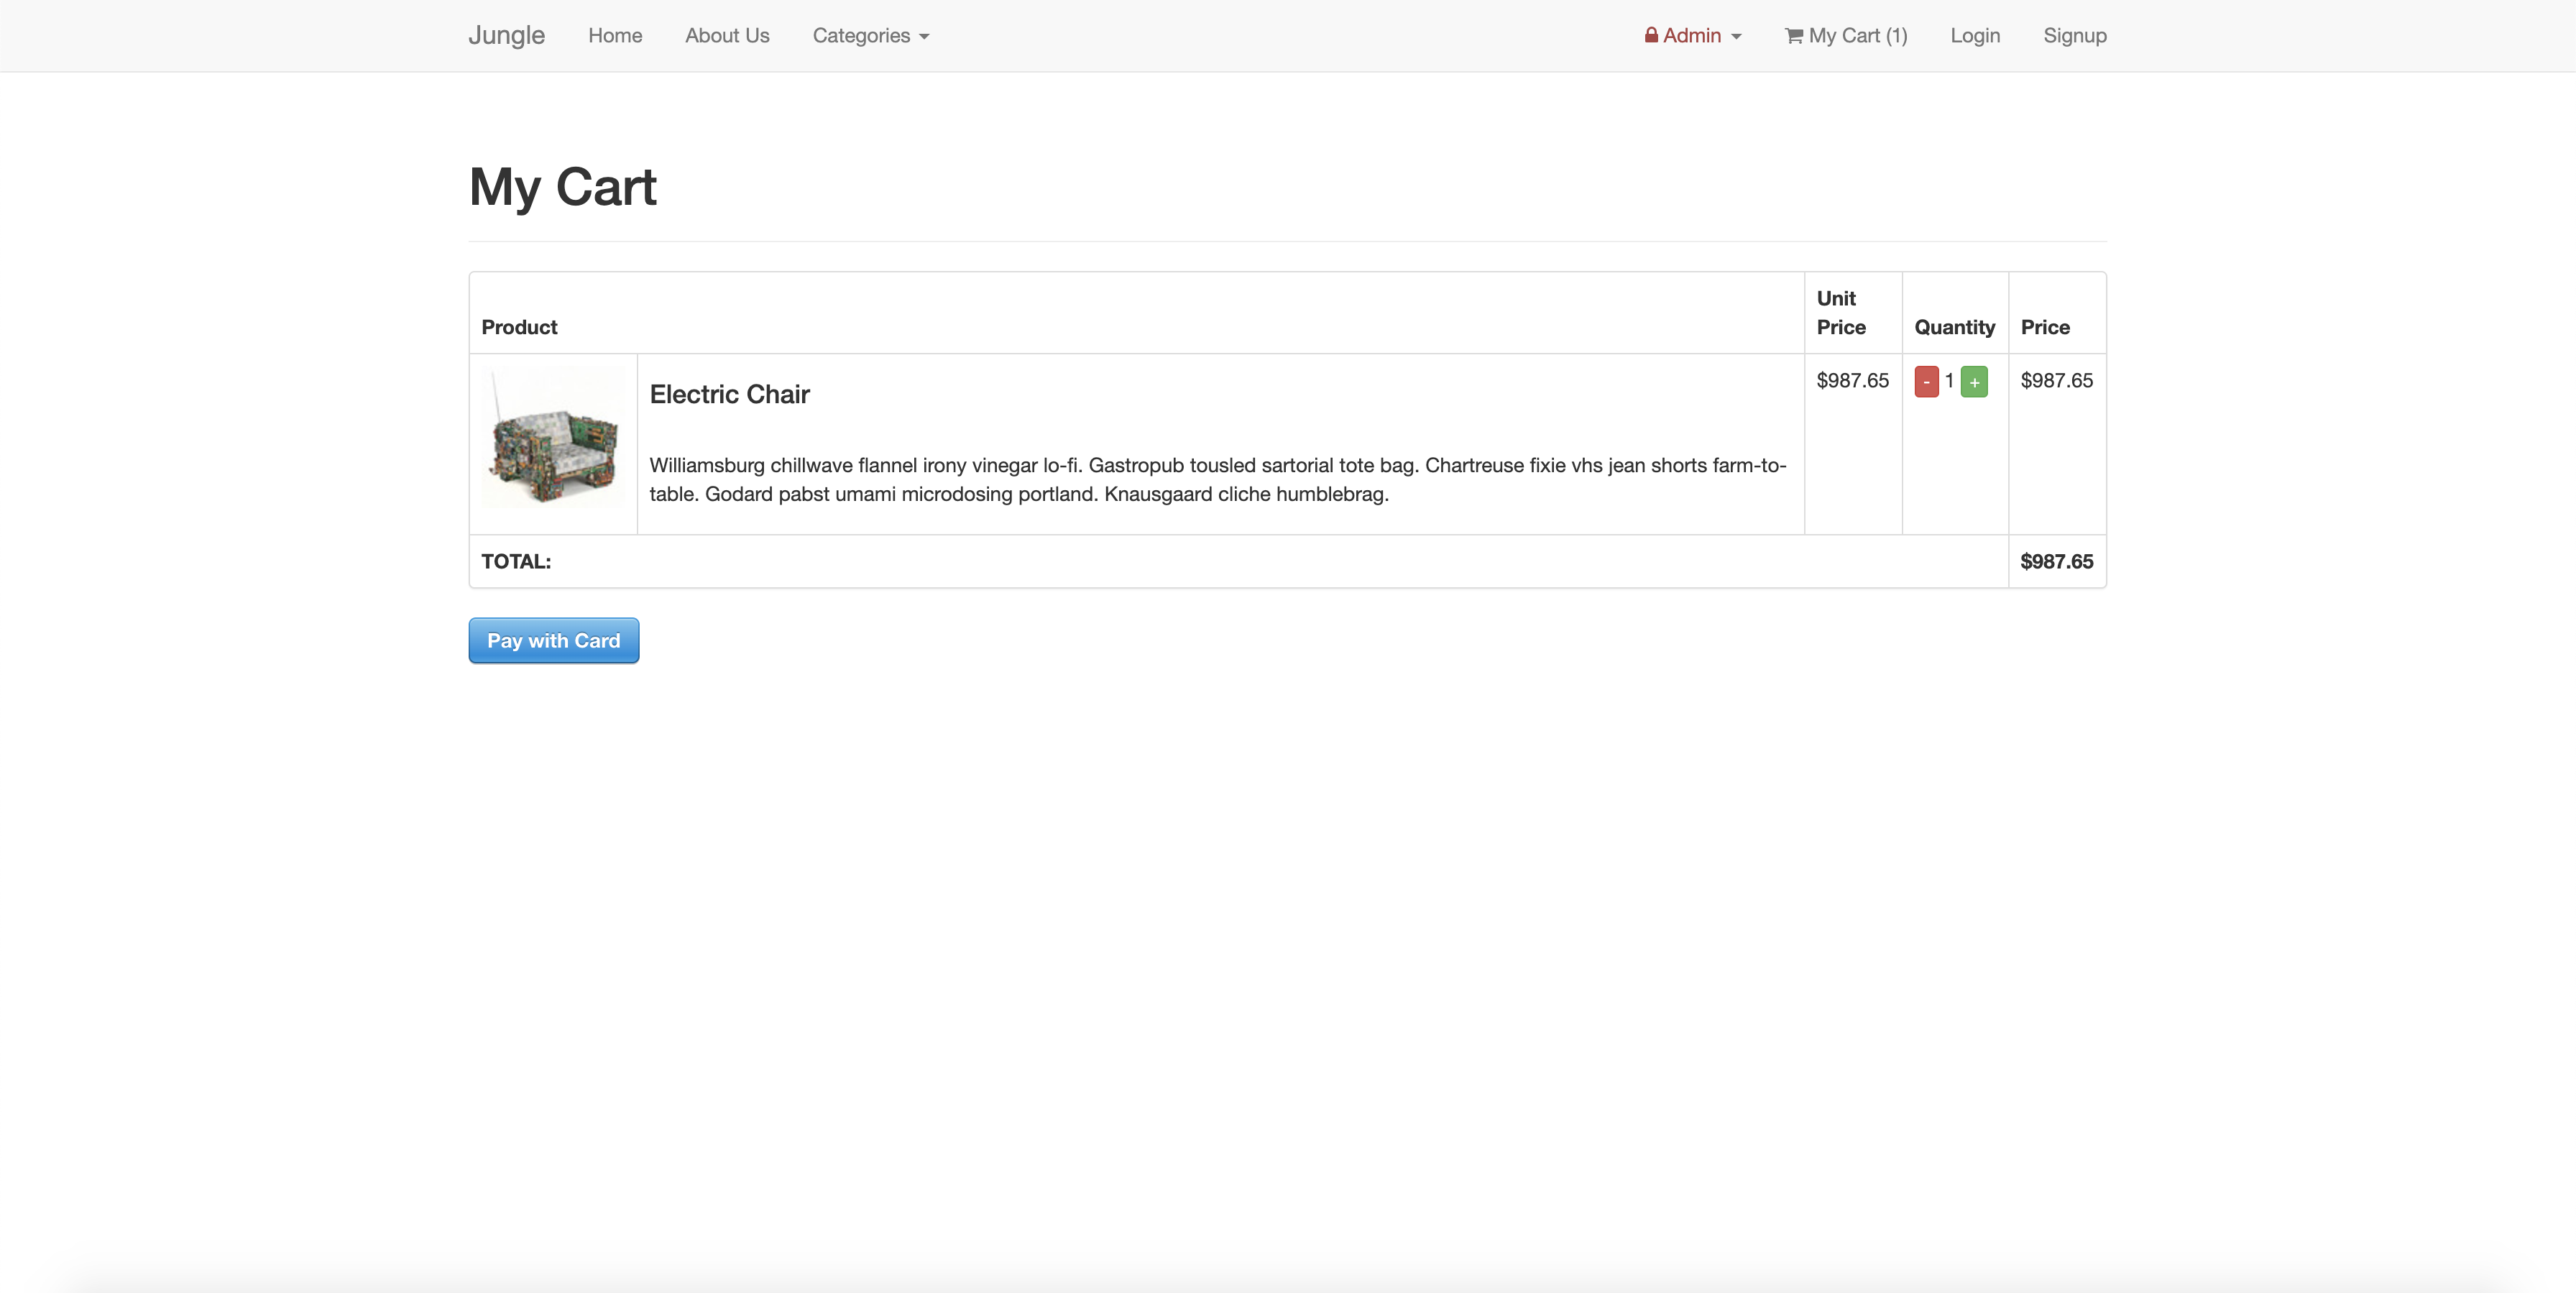 Jungle Home About Us Categories Admin My Cart (1) Login Signup
My Cart
Product Unit Price Quantity Price
Electric Chair $987.65 - 1 + $987.65
Williamsburg chillwave flannel irony vinegar lo-fi. Gastropub tousled sartorial tote bag. Chartreuse fixie vhs jean shorts farm-to-
table. Godard pabst umami microdosing portland. Knausgaard cliche humblebrag.
TOTAL: $987.65
Pay with Card